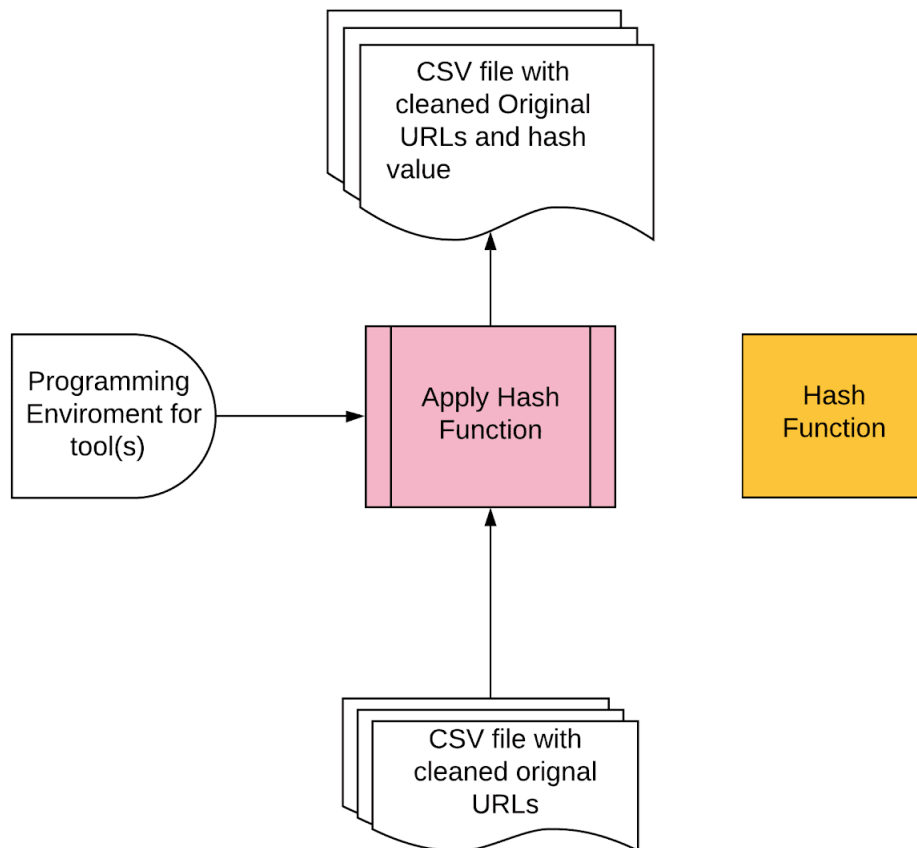 CSV file with
cleaned Original
URLs and hash
value
Programming
Enviroment for
tool(s)
Apply Hash
Function
Hash
Function
CSV file with
cleaned orignal
URLs